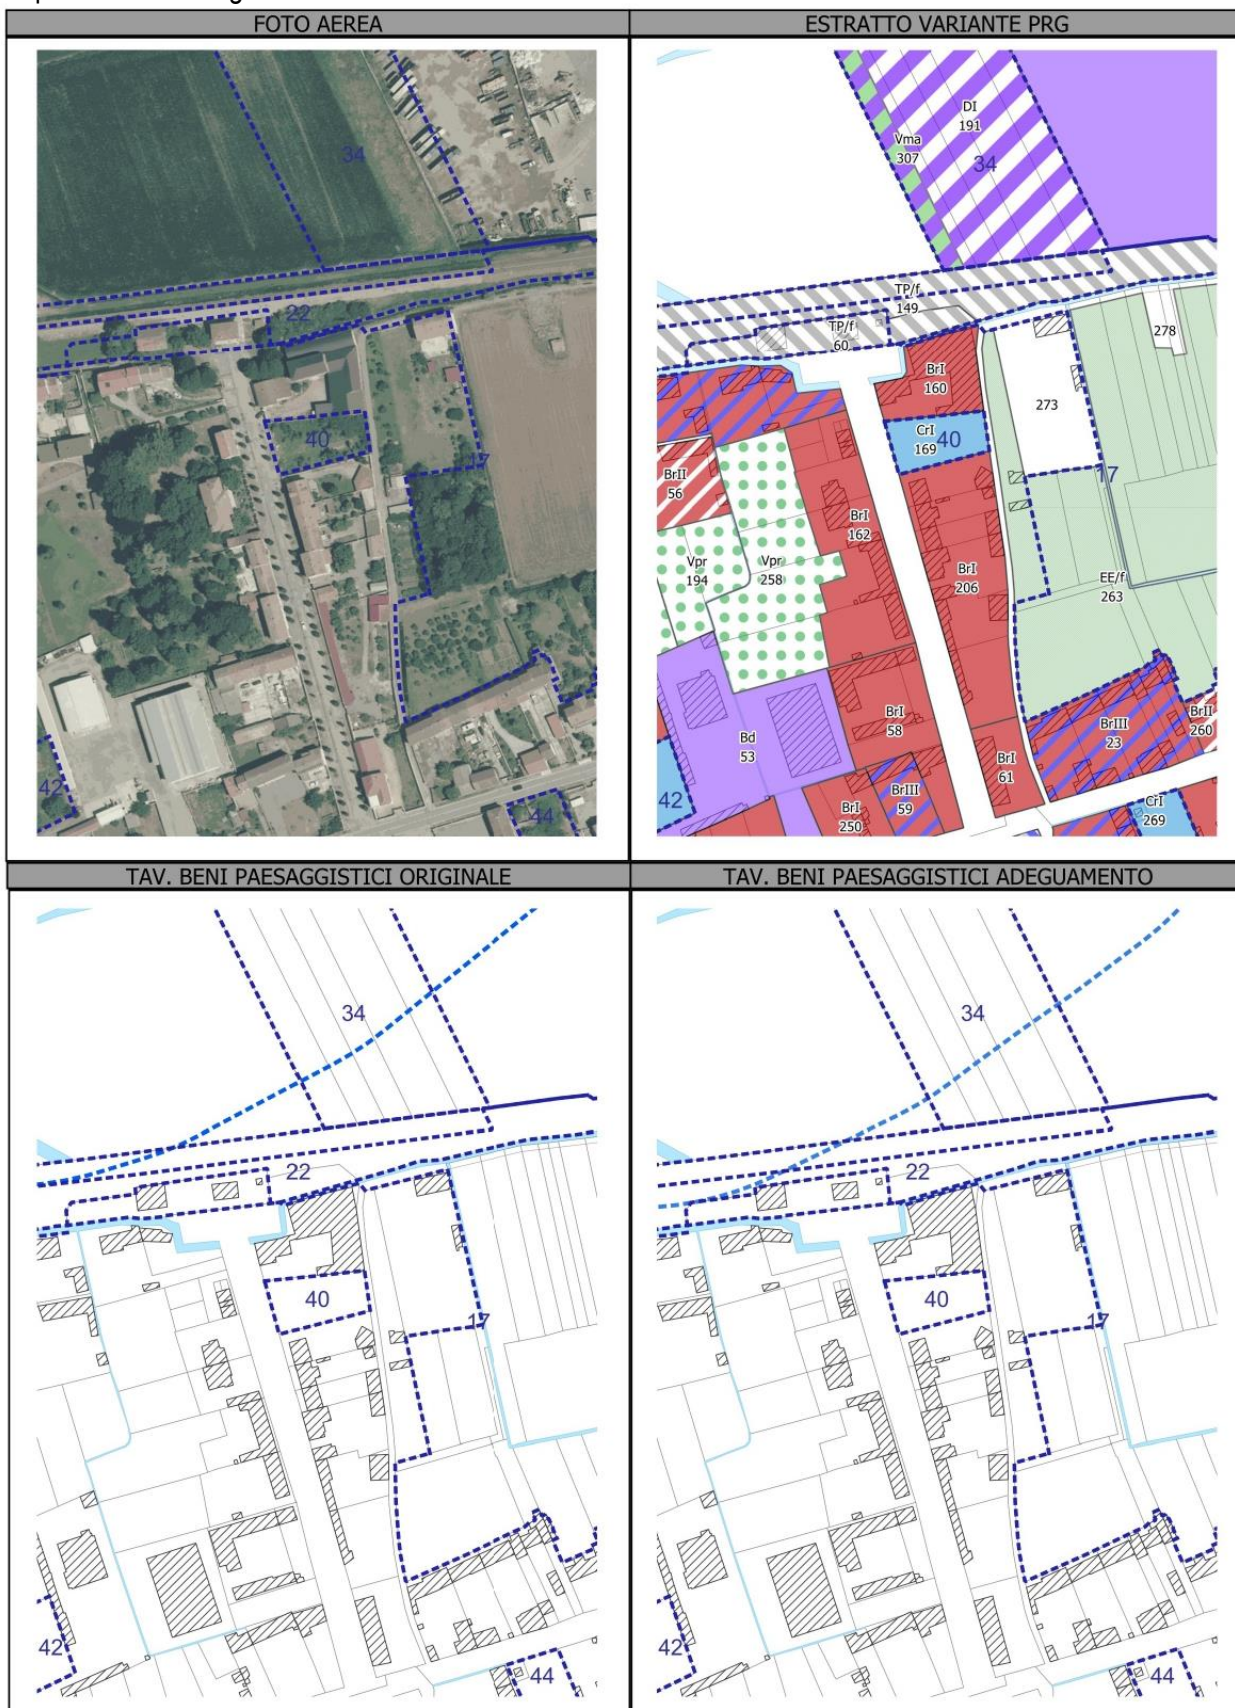 FOTO AEREA
34
22
40
17
42
44
ESTRATTO VARIANTE PRG
DI
191
Vma
307
34
TP/f
149
TP/f
60
278
BrI
160
273
CrI
169
40
17
BrII
56
BrI
162
Vpr
194
Vpr
258
BrI
206
EE/f
263
BrI
58
Bd
53
BrIII
23
BrII
260
BrI
61
42
BrIII
59
BrI
250
CrI
269
TAV. BENI PAESAGGISTICI ORIGINALE
34
22
40
17
42
44
TAV. BENI PAESAGGISTICI ADEGUAMENTO
34
22
40
17
42
44